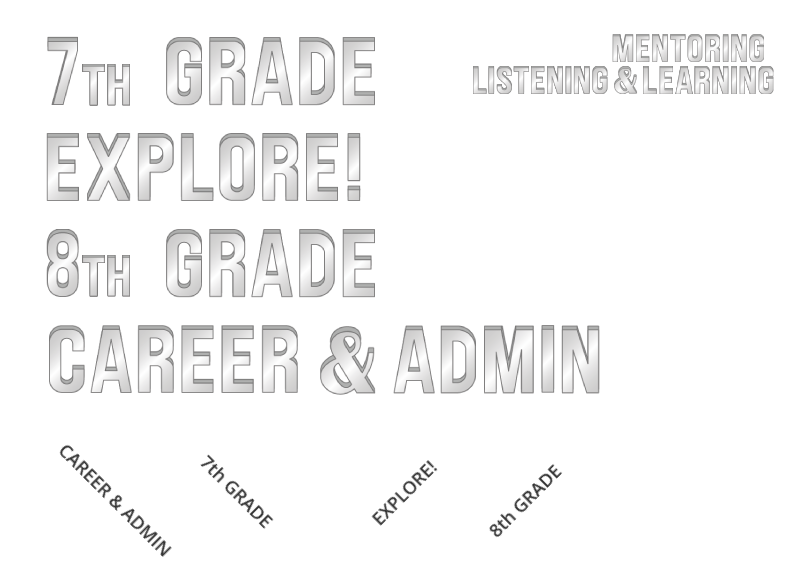 7TH GRADE
MENTORING
LISTENING & LEARNING
EXPLORE!
8TH GRADE
CAREER & ADMIN
CAREER & ADMIN
7th GRADE
EXPLORE!
8th GRADE